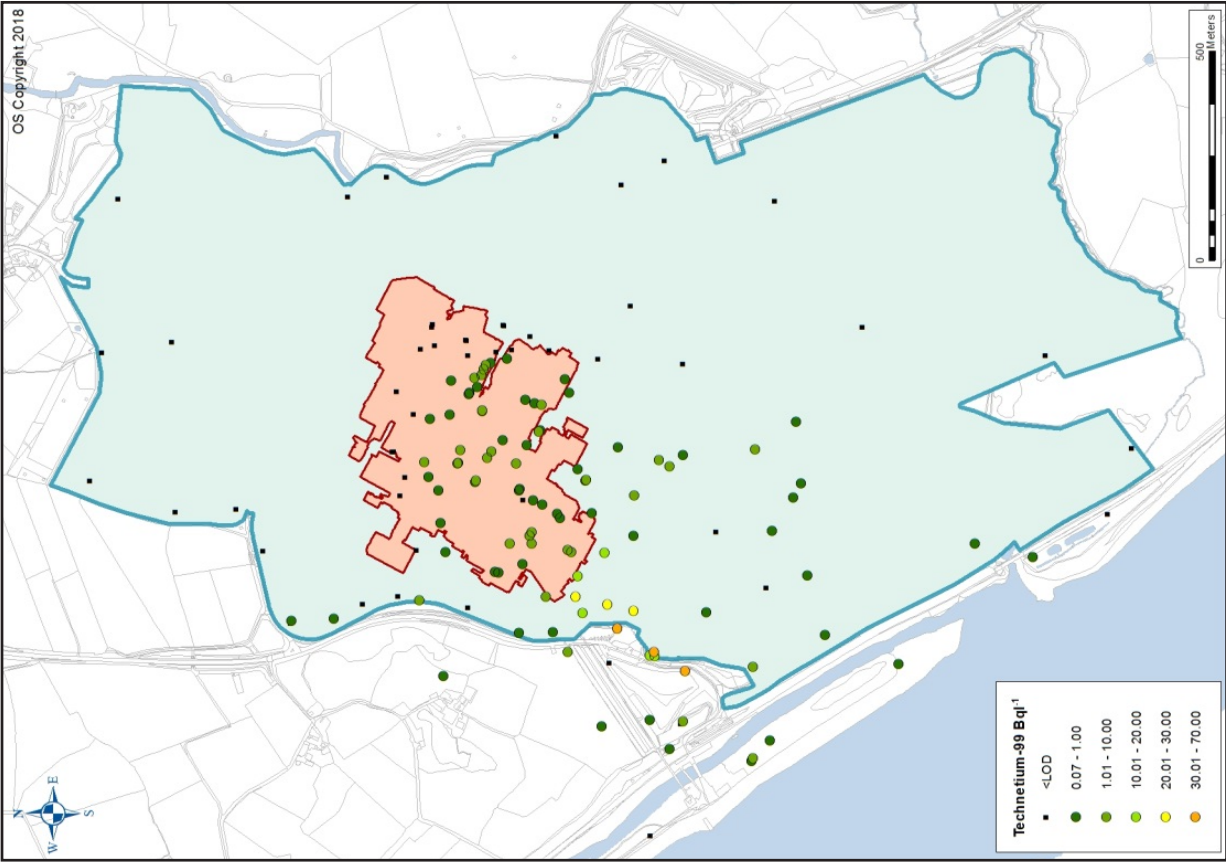 OS Copyright 2018
N
W
E
S
0
500
Meters
Technetium-99 Bql-1
<LOD
0.07 - 1.00
1.01 - 10.00
10.01 - 20.00
20.01 - 30.00
30.01 - 70.00